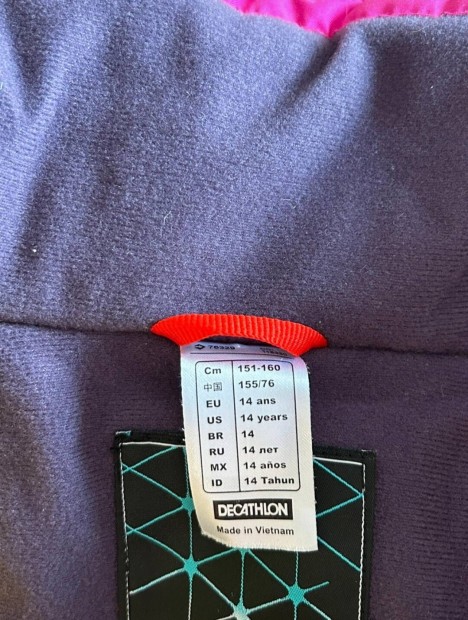 Cm 151-160
中国 155/76
EU 14 ans
US 14 years
BR 14
RU 14 лет
MX 14 años
ID 14 Tahun
DECATHLON
Made in Vietnam